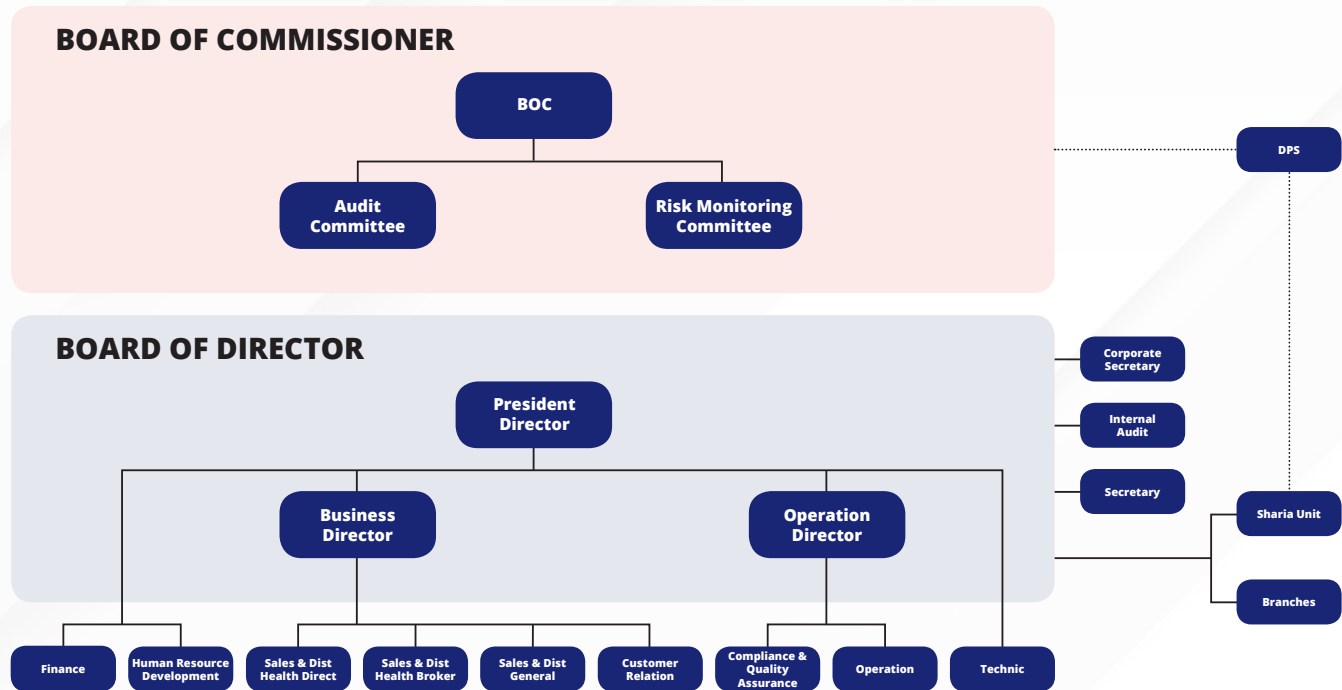 BOARD OF COMMISSIONER
BOC
DPS
Audit
Committee
Risk Monitoring
Committee
BOARD OF DIRECTOR
Corporate
Secretary
President
Director
Internal
Audit
Secretary
Business
Director
Operation
Director
Sharia Unit
Branches
Finance
Human Resource
Development
Sales & Dist
Health Direct
Sales & Dist
Health Broker
Sales & Dist
General
Customer
Relation
Compliance &
Quality
Assurance
Operation
Technic